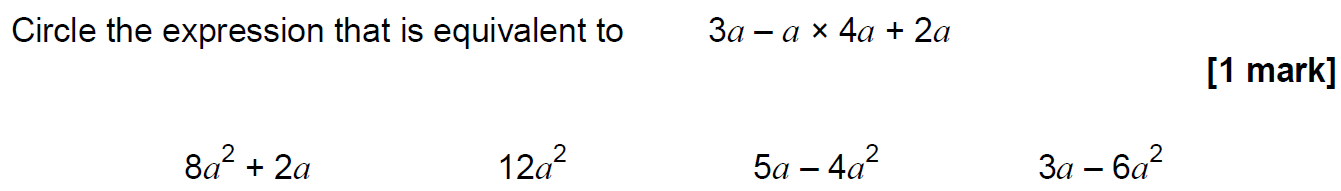 Circle the expression that is equivalent to 3a – a × 4a + 2a
[1 mark]
8a² + 2a 12a² 5a – 4a² 3a – 6a²